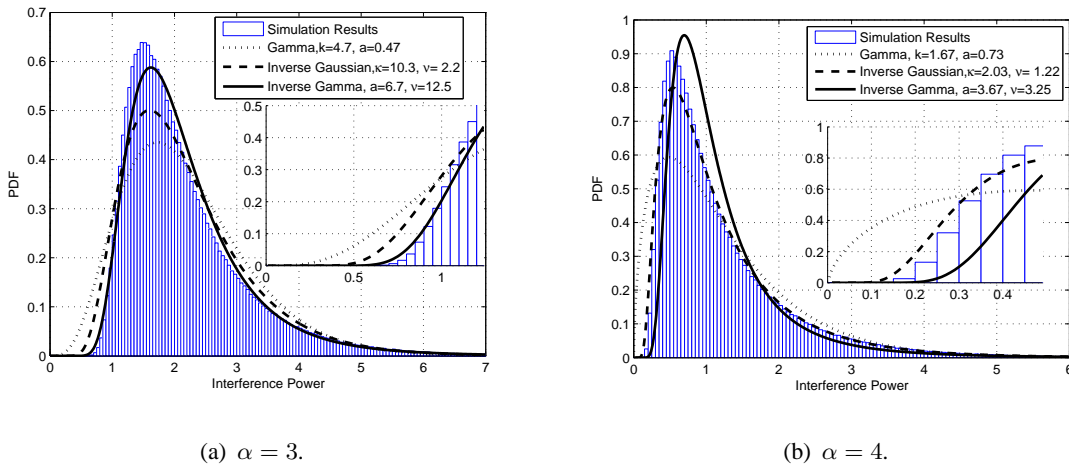 0.7
0.6
0.5
0.4
0.3
0.2
0.1
0
PDF
0 1 2 3 4 5 6 7
Interference Power
Simulation Results
Gamma,k=4.7, a=0.47
Inverse Gaussian,κ=10.3, ν= 2.2
Inverse Gamma, a=6.7, ν=12.5
0.5
0.4
0.3
0.2
0.1
0
0 0.5 1
(a) α = 3.
1
0.9
0.8
0.7
0.6
0.5
0.4
0.3
0.2
0.1
0
PDF
0 1 2 3 4 5 6
Interference Power
Simulation Results
Gamma, k=1.67, a=0.73
Inverse Gaussian,κ=2.03, ν= 1.22
Inverse Gamma, a=3.67, ν=3.25
1
0.8
0.6
0.4
0.2
0
0 0.1 0.2 0.3 0.4
(b) α = 4.